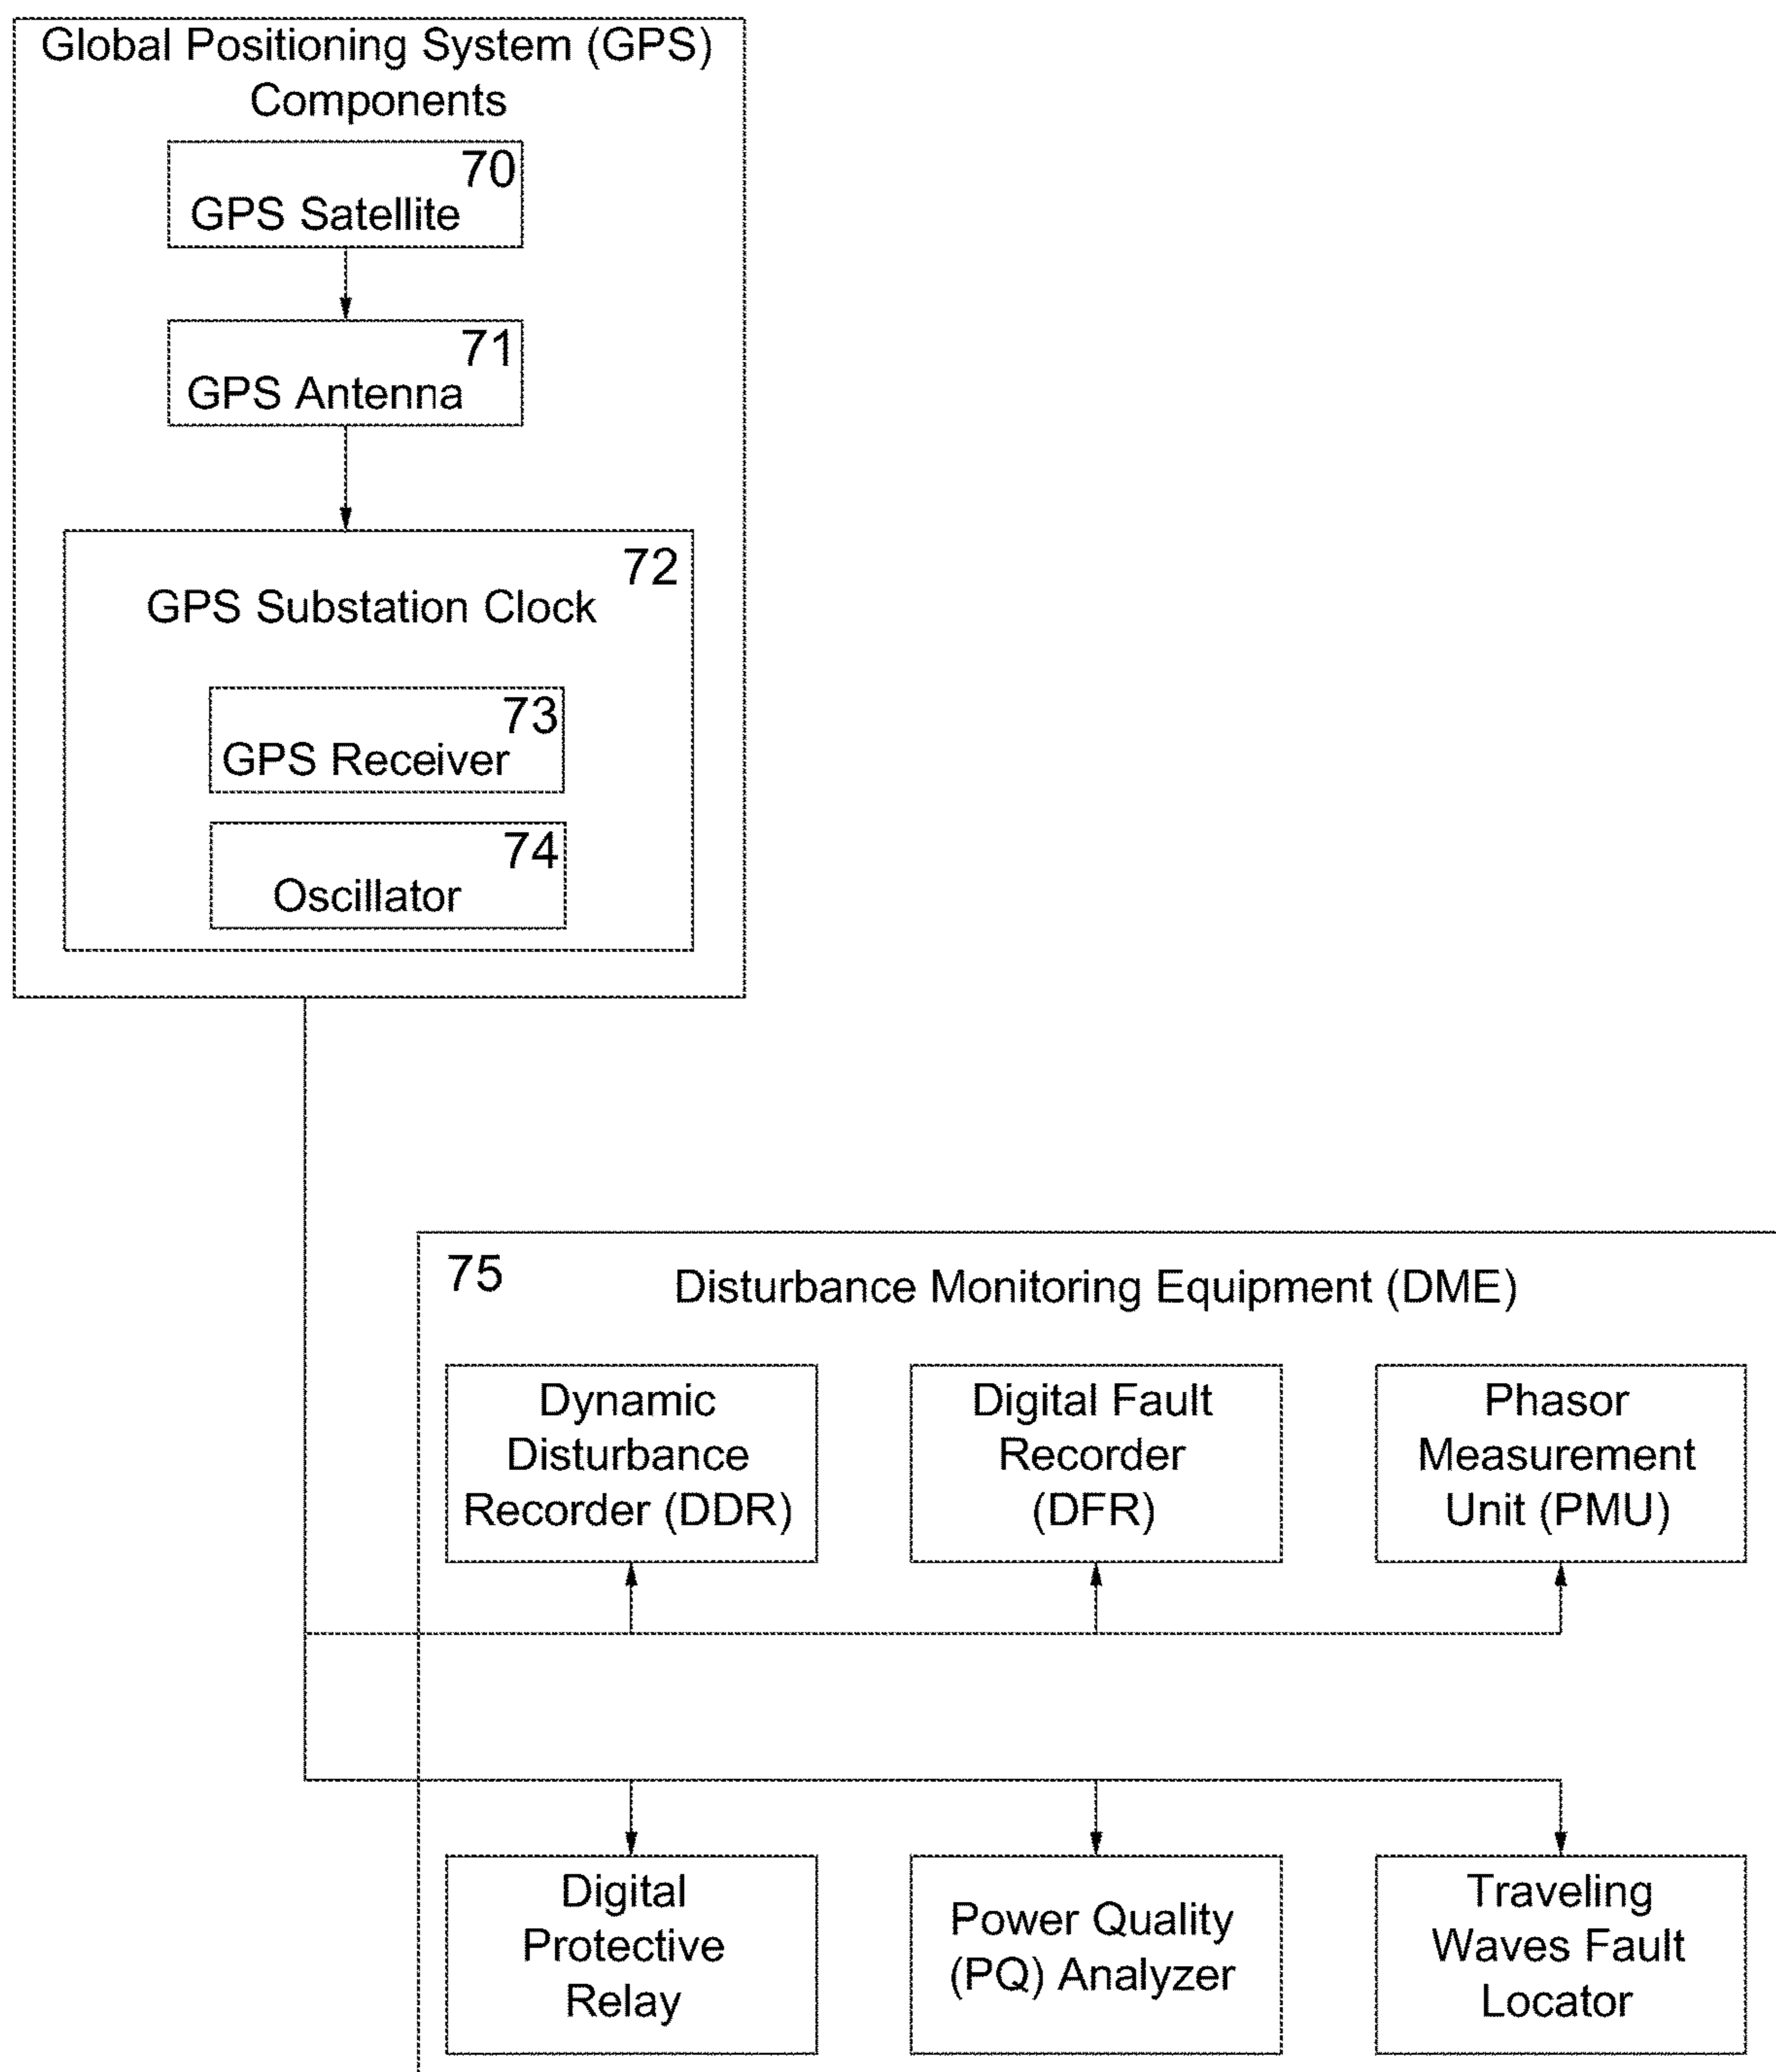 Global Positioning System (GPS)
Components
70
GPS Satellite
71
GPS Antenna
72
GPS Substation Clock
73
GPS Receiver
74
Oscillator
75
Disturbance Monitoring Equipment (DME)
Dynamic
Disturbance
Recorder (DDR)
Digital Fault
Recorder
(DFR)
Phasor
Measurement
Unit (PMU)
Digital
Protective
Relay
Power Quality
(PQ) Analyzer
Traveling
Waves Fault
Locator